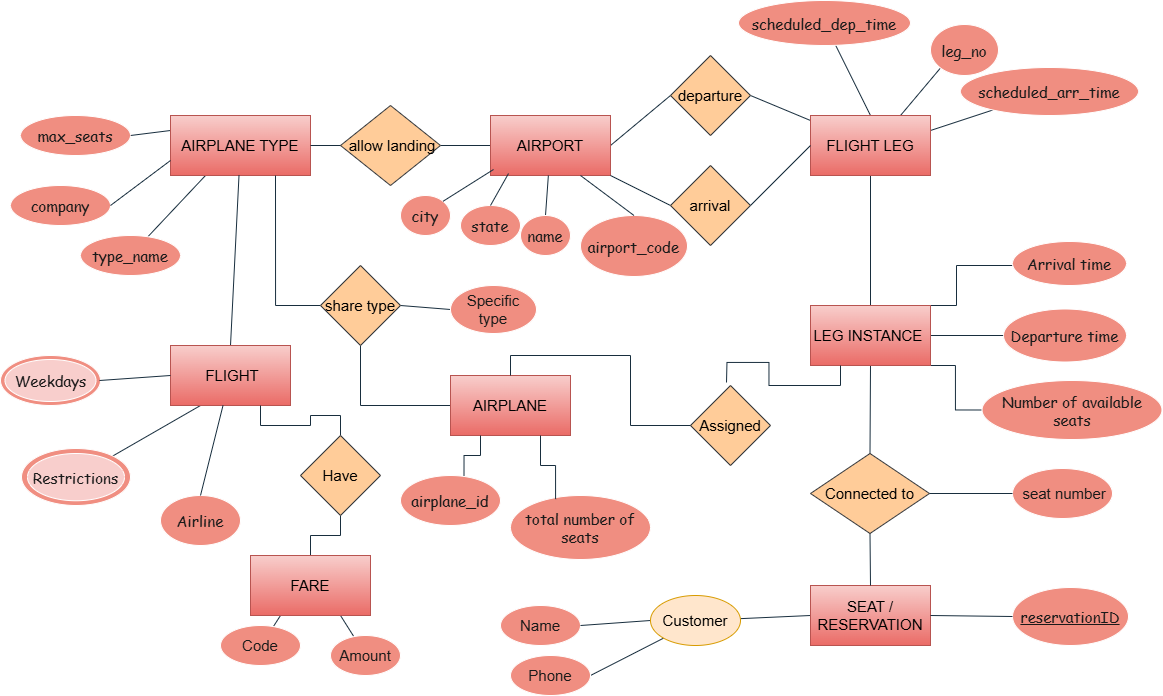 scheduled_dep_time
leg_no
scheduled_arr_time
departure
max_seats
AIRPLANE TYPE
allow landing
AIRPORT
FLIGHT LEG
company
type_name
city
state
name
airport_code
arrival
Arrival time
share type
Specific
type
LEG INSTANCE
Departure time
Weekdays
FLIGHT
AIRPLANE
Assigned
Number of available
seats
Restrictions
Airline
Have
airplane_id
total number of
seats
Connected to
seat number
FARE
Code
Amount
Name
Phone
Customer
SEAT /
RESERVATION
reservationID